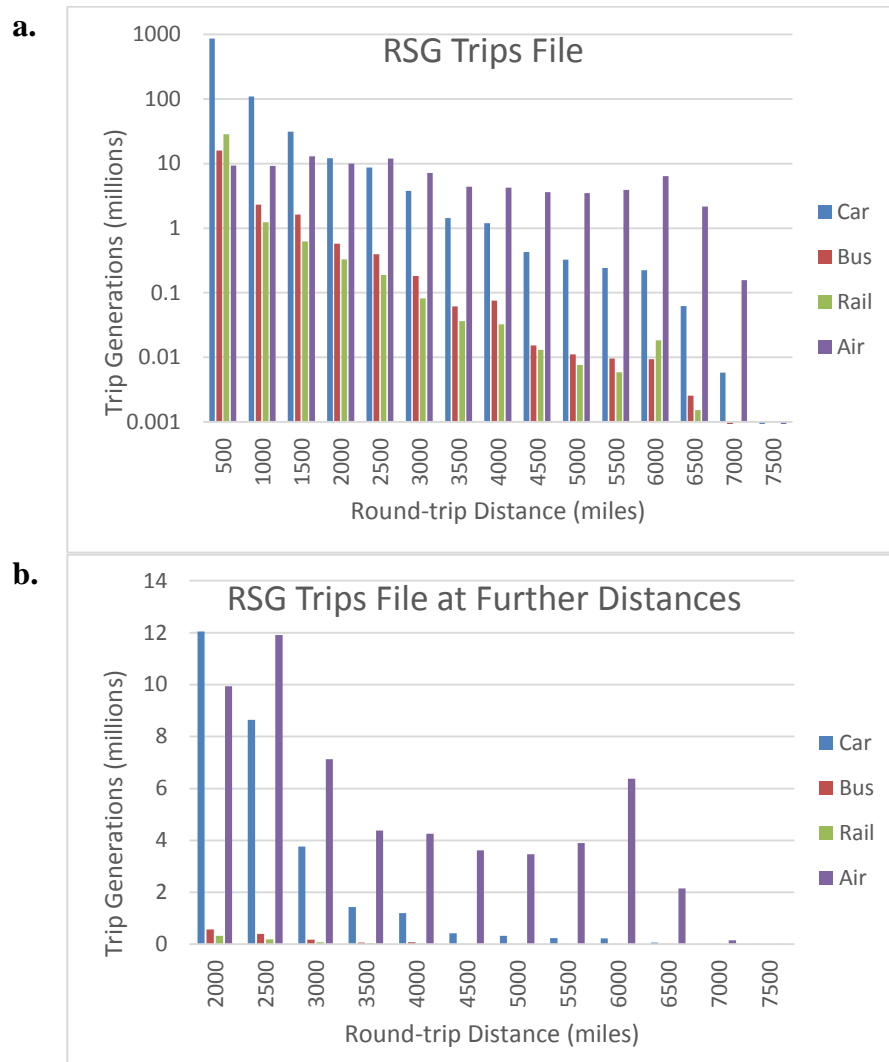 a.
RSG Trips File
Trip Generations (millions)
1000
100
10
1
0.1
0.01
0.001
500 1000 1500 2000 2500 3000 3500 4000 4500 5000 5500 6000 6500 7000 7500
Round-trip Distance (miles)
Car
Bus
Rail
Air
b.
RSG Trips File at Further Distances
Trip Generations (millions)
14
12
10
8
6
4
2
0
2000 2500 3000 3500 4000 4500 5000 5500 6000 6500 7000 7500
Round-trip Distance (miles)
Car
Bus
Rail
Air